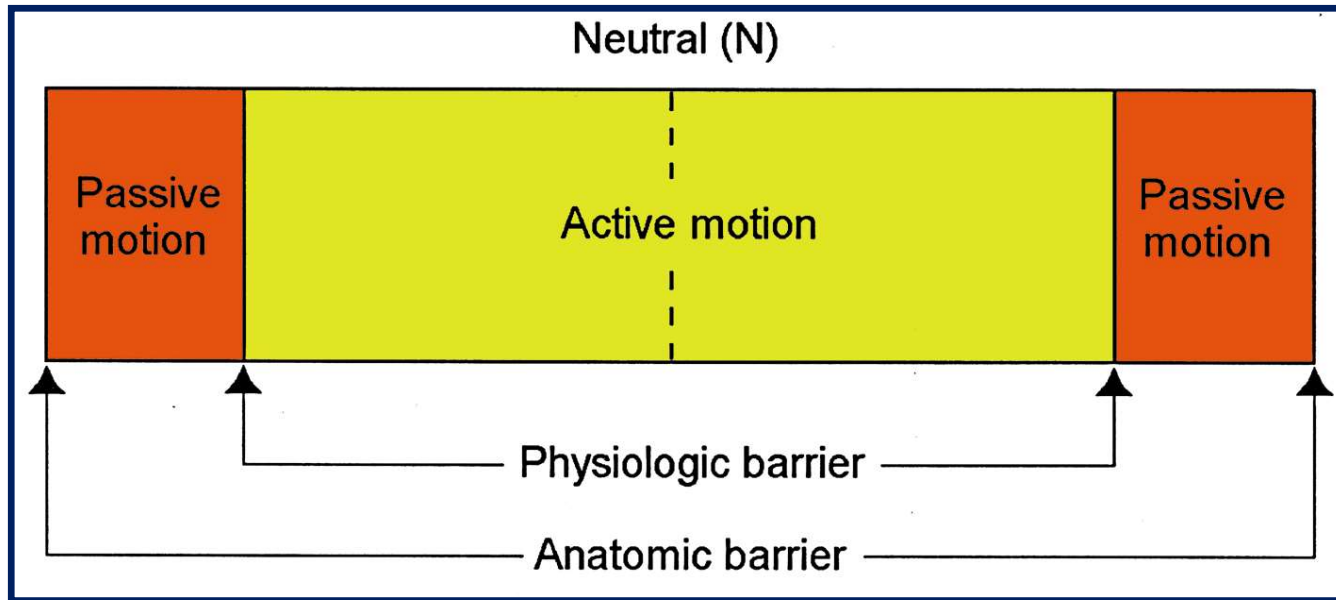 Neutral (N)
Passive
motion
Active motion
Passive
motion
Physiologic barrier
Anatomic barrier